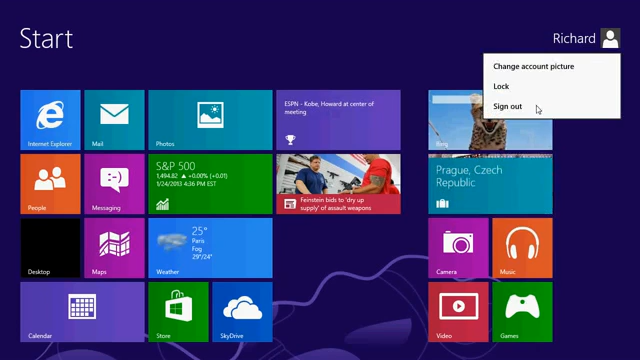 Start
Richard
Change account picture
Lock
Sign out
Internet Explorer
Mail
Photos
ESPN - Kobe, Howard at center of
meeting
Bing
People
Messaging
S&P 500
1,494.82 ▲ +0.00% (+0.01)
1/24/2013 4:36 PM EST
Feinstein bids to 'dry up
supply' of assault weapons
Prague, Czech
Republic
Desktop
Maps
25°
Paris
Fog
29°/24°
Weather
Camera
Music
Calendar
Store
SkyDrive
Video
Games